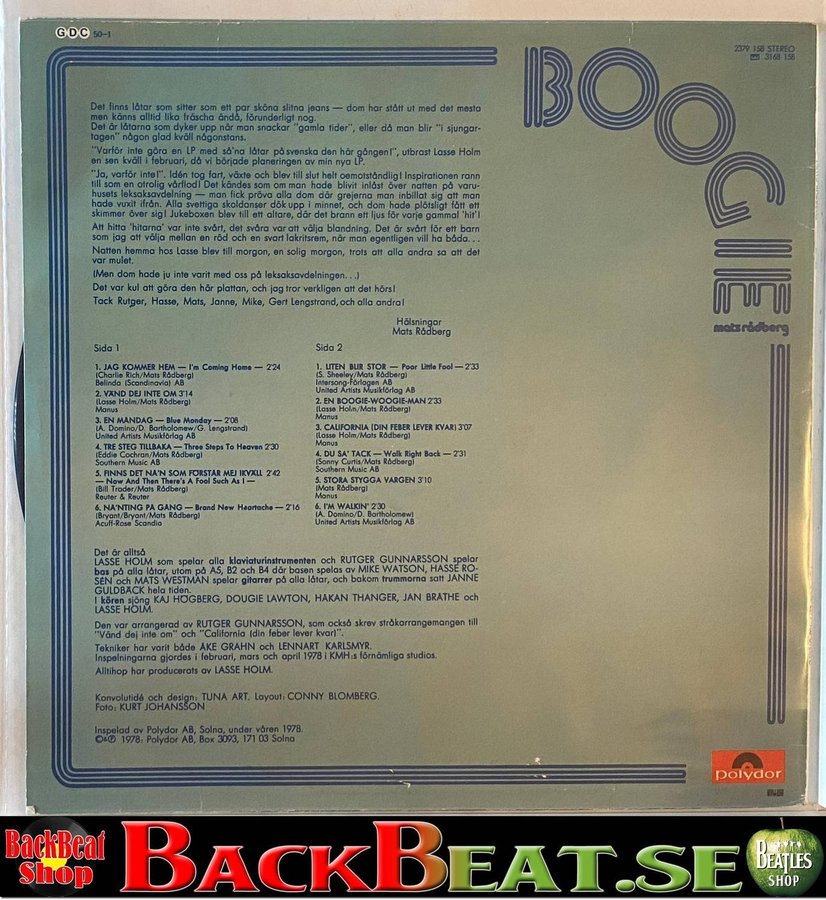 GDC 50-1
BOOGIE
2379 158 STEREO
3168 158
mats rådberg
Det finns låtar som sitter som ett par sköna slitna jeans — dom har stått ut med det mesta
men känns alltid lika fräscha ändå, förunderligt nog.
Det är låtarna som dyker upp när man snackar "gamla tider", eller då man blir "i sjungar-
tagen" någon glad kväll någonstans.
"Varför inte göra en LP med så'na låtar på svenska den här gången!", utbrast Lasse Holm
en sen kväll i februari, då vi började planeringen av min nya LP.
"Ja, varför inte!". Idén tog fart, växte och blev till slut helt oemotståndlig! Inspirationen rann
till som en otrolig vårflod! Det kändes som om man hade blivit inlåst över natten på varu-
husets leksaksavdelning — man fick pröva alla dom där grejerna man inbillat sig att man
hade vuxit ifrån. Alla svettiga skoldanser dök upp i minnet, och dom hade plötsligt fått ett
skimmer över sig! Jukeboxen blev till ett altare, där det brann ett ljus för varje gammal 'hit'!
Att hitta 'hitarna' var inte svårt, det svåra var att välja blandning. Det är svårt för ett barn
som jag att välja mellan en röd och en svart lakritsrem, när man egentligen vill ha båda...
Natten hemma hos Lasse blev till morgon, en solig morgon, trots att alla andra sa att det
var mulet.
(Men dom hade ju inte varit med oss på leksaksavdelningen...)
Det var kul att göra den här plattan, och jag tror verkligen att det hörs!
Tack Rutger, Hasse, Mats, Janne, Mike, Gert Lengstrand, och alla andra!
Hälsningar
Mats Rådberg
Sida 1
1. JAG KOMMER HEM — I'm Coming Home — 2'24
(Charlie Rich/Mats Rådberg)
Belinda (Scandinavia) AB
2. VÄND DEJ INTE OM 3'14
(Lasse Holm/Mats Rådberg)
Manus
3. EN MÅNDAG — Blue Monday — 2'08
(A. Domino/D. Bartholomew/G. Lengstrand)
United Artists Musikförlag AB
4. TRE STEG TILLBAKA — Three Steps To Heaven 2'30
(Eddie Cochran/Mats Rådberg)
Southern Music AB
5. FINNS DET NÅ'N SOM FÖRSTÅR MEJ IKVÄLL 2'42
— Now And Then There's A Fool Such As I —
(Bill Trader/Mats Rådberg)
Reuter & Reuter
6. NÅ'NTING PÅ GÅNG — Brand New Heartache — 2'16
(Bryant/Bryant/Mats Rådberg)
Acuff-Rose Scandia
Sida 2
1. LITEN BLIR STOR — Poor Little Fool — 2'33
(S. Sheeley/Mats Rådberg)
Intersong-Förlagen AB
United Artists Musikförlag AB
2. EN BOOGIE-WOOGIE-MAN 2'33
(Lasse Holm/Mats Rådberg)
Manus
3. CALIFORNIA (DIN FEBER LEVER KVAR) 3'07
(Lasse Holm/Mats Rådberg)
Manus
4. DU SA' TACK — Walk Right Back — 2'31
(Sonny Curtis/Mats Rådberg)
Southern Music AB
5. STORA STYGGA VARGEN 3'10
(Mats Rådberg)
Manus
6. I'M WALKIN' 2'30
(A. Domino/D. Bartholomew)
United Artists Musikförlag AB
Det är alltså
LASSE HOLM som spelar alla klaviaturinstrumenten och RUTGER GUNNARSSON spelar
bas på alla låtar, utom på A5, B2 och B4 där basen spelas av MIKE WATSON, HASSE RO-
SÉN och MATS WESTMAN spelar gitarrer på alla låtar, och bakom trummorna satt JANNE
GULDBÄCK hela tiden.
I kören sjöng KAJ HÖGBERG, DOUGIE LAWTON, HÅKAN THANGER, JAN BRÅTHE och
LASSE HOLM.
Den var arrangerad av RUTGER GUNNARSSON, som också skrev stråkarrangemangen till
"Vänd dej inte om" och "California (din feber lever kvar)".
Tekniker har varit både ÅKE GRAHN och LENNART KARLSMYR.
Inspelningarna gjordes i februari, mars och april 1978 i KMH:s förnämliga studios.
Alltihop har producerats av LASSE HOLM.
Konvolutidé och design: TUNA ART. Layout: CONNY BLOMBERG.
Foto: KURT JOHANSSON
Inspelad av Polydor AB, Solna, under våren 1978.
©&℗ 1978: Polydor AB, Box 3093, 171 03 Solna
polydor
BackBeat
Shop
BACKBEAT.SE
BEATLES
SHOP